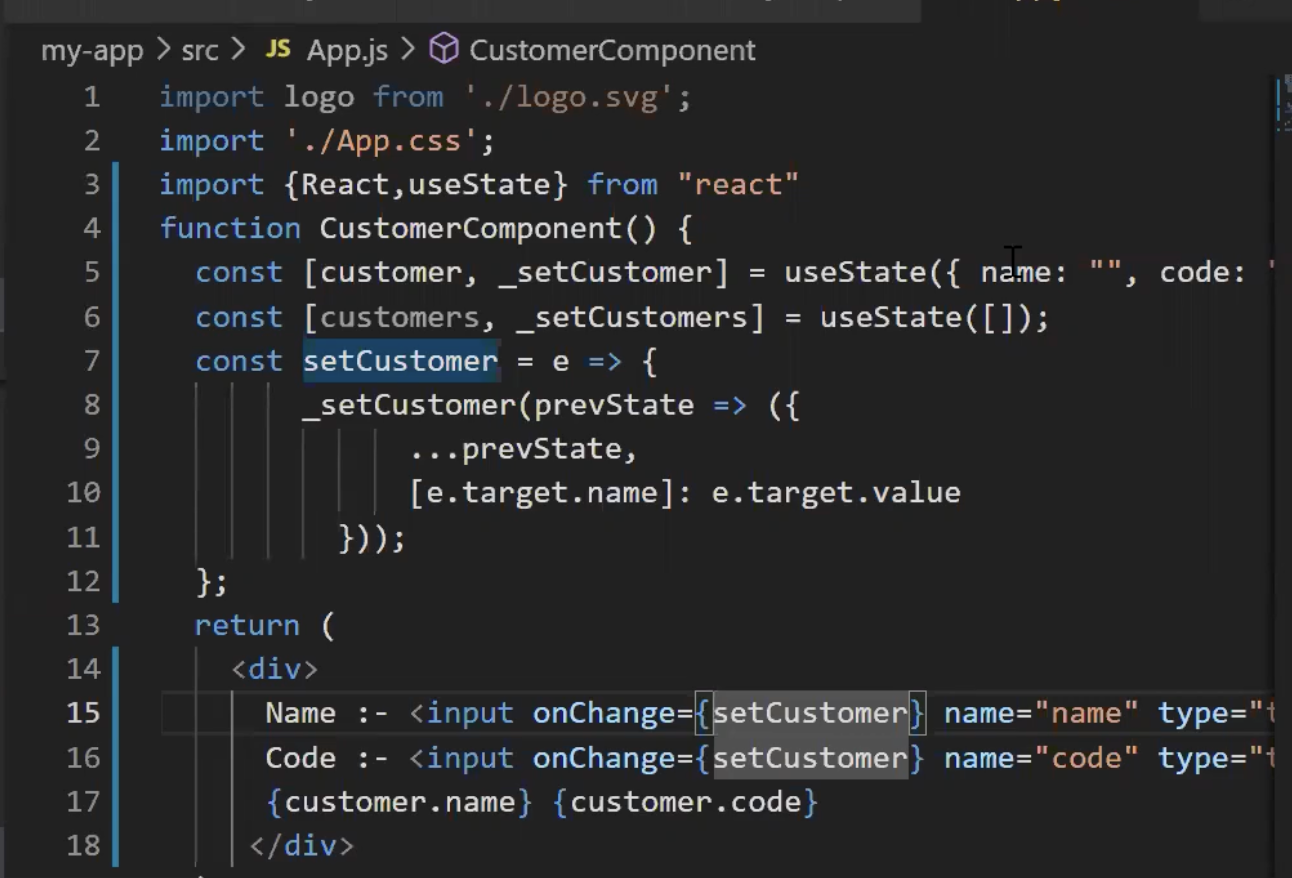 my-app > src > JS App.js > CustomerComponent
1 import logo from './logo.svg';
2 import './App.css';
3 import {React,useState} from "react"
4 function CustomerComponent() {
5 const [customer, _setCustomer] = useState({ name: "", code: "
6 const [customers, _setCustomers] = useState([]);
7 const setCustomer = e => {
8 _setCustomer(prevState => ({
9 ...prevState,
10 [e.target.name]: e.target.value
11 }));
12 };
13 return (
14 <div>
15 Name :- <input onChange={setCustomer} name="name" type="t
16 Code :- <input onChange={setCustomer} name="code" type="t
17 {customer.name} {customer.code}
18 </div>